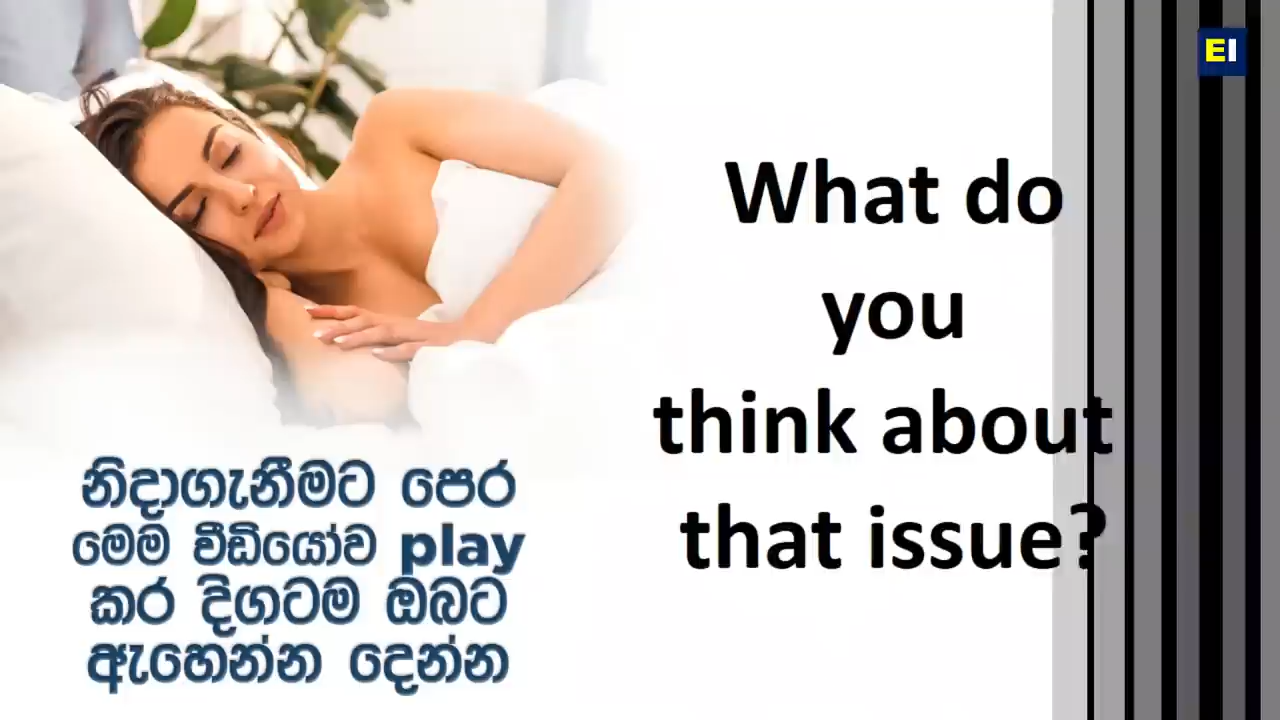 EI
What do
you
think about
that issue?
නිදාගැනීමට පෙර
මෙම වීඩියෝව play
කර දිගටම ඔබට
ඇහෙන්න දෙන්න